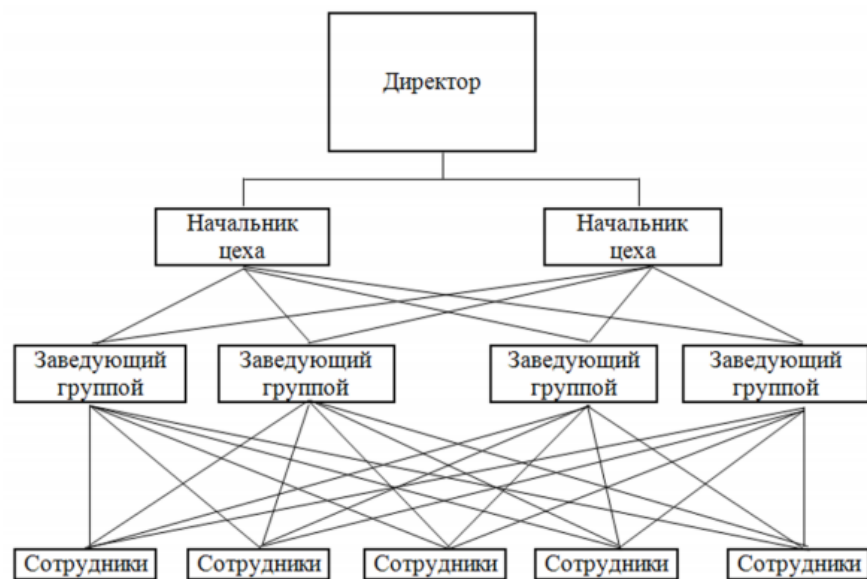 Директор
Начальник
цеха
Начальник
цеха
Заведующий
группой
Заведующий
группой
Заведующий
группой
Заведующий
группой
Сотрудники
Сотрудники
Сотрудники
Сотрудники
Сотрудники